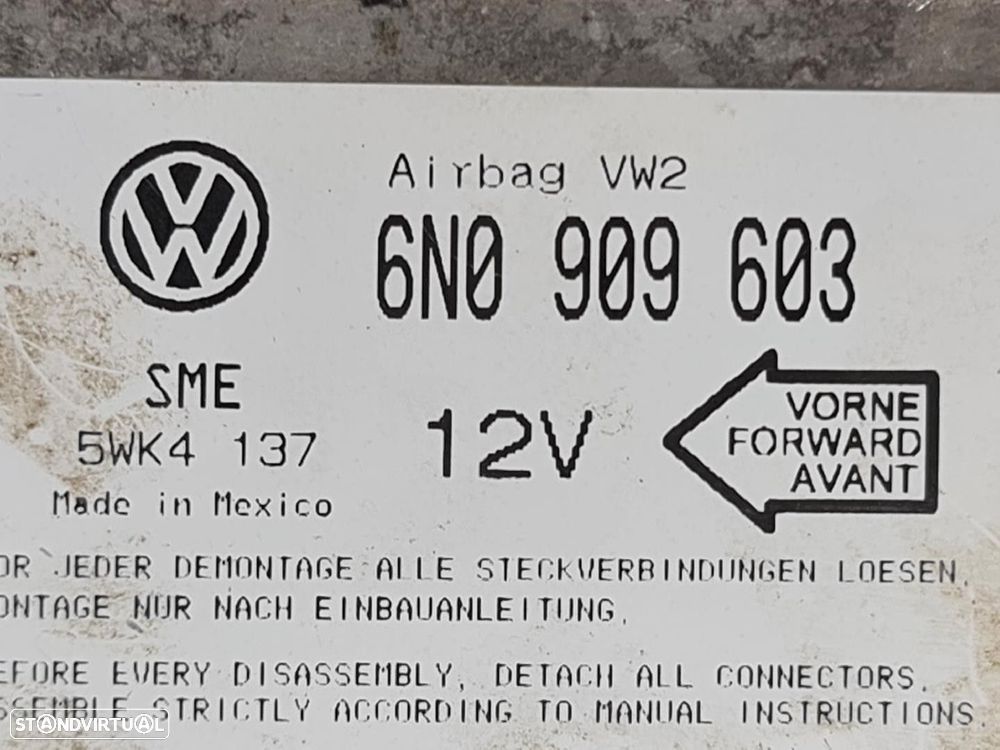 Airbag VW2
6N0 909 603
SME
5WK4 137
12V
VORNE
FORWARD
AVANT
Made in Mexico
JEDER DEMONTAGE ALLE STECKVERBINDUNGEN LOESEN.
NUR NACH EINBAUANLEITUNG.
EVERY DISASSEMBLY, DETACH ALL CONNECTORS.
STRICTLY ACCORDING TO MANUAL INSTRUCTIONS.
STANDVIRTUAL